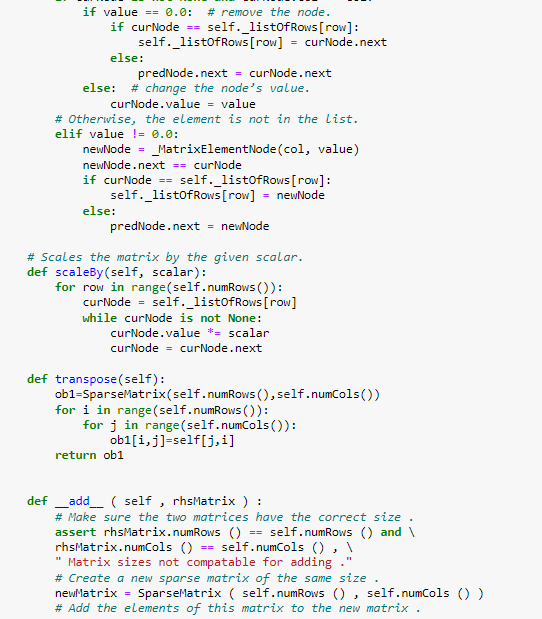 if value == 0.0:  # remove the node.
if curNode == self._listOfRows[row]:
self._listOfRows[row] = curNode.next
else:
predNode.next = curNode.next
else:  # change the node’s value.
curNode.value = value
# Otherwise, the element is not in the list.
elif value != 0.0:
newNode = _MatrixElementNode(col, value)
newNode.next == curNode
if curNode == self._listOfRows[row]:
self._listOfRows[row] = newNode
else:
predNode.next = newNode
# Scales the matrix by the given scalar.
def scaleBy(self, scalar):
for row in range(self.numRows()):
curNode = self._listOfRows[row]
while curNode is not None:
curNode.value *= scalar
curNode = curNode.next
def transpose(self):
ob1=SparseMatrix(self.numRows(),self.numCols())
for i in range(self.numRows()):
for j in range(self.numCols()):
ob1[i,j]=self[j,i]
return ob1
def __add__ ( self , rhsMatrix ) :
# Make sure the two matrices have the correct size .
assert rhsMatrix.numRows () == self.numRows () and \
rhsMatrix.numCols () == self.numCols () , \
" Matrix sizes not compatable for adding ."
# Create a new sparse matrix of the same size .
newMatrix = SparseMatrix ( self.numRows () , self.numCols () )
# Add the elements of this matrix to the new matrix .